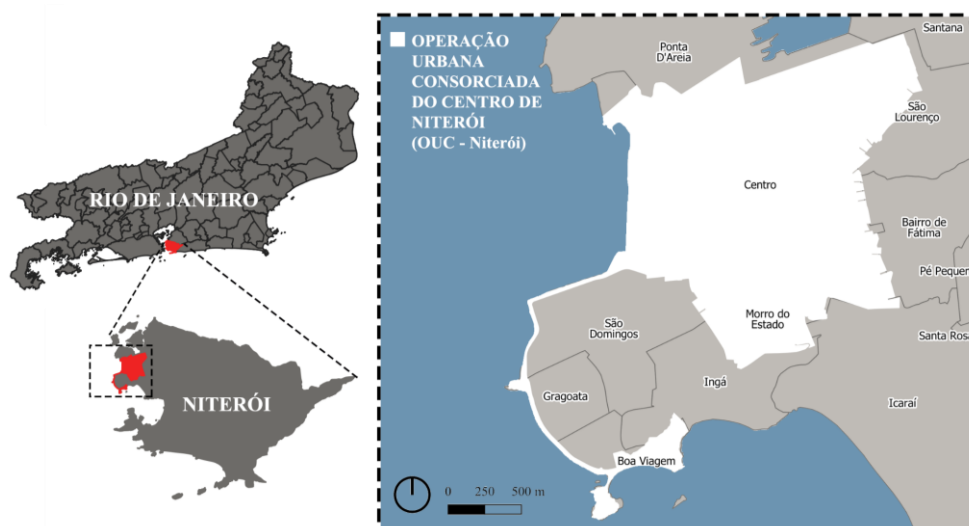 RIO DE JANEIRO
NITERÓI
OPERAÇÃO
URBANA
CONSORCIADA
DO CENTRO DE
NITERÓI
(OUC - Niterói)
Ponta
D'Areia
Santana
São
Lourenço
Centro
Bairro de
Fátima
Pé Pequen
Morro do
Estado
Santa Rosa
São
Domingos
Ingá
Gragoata
Icaraí
Boa Viagem
0 250 500 m